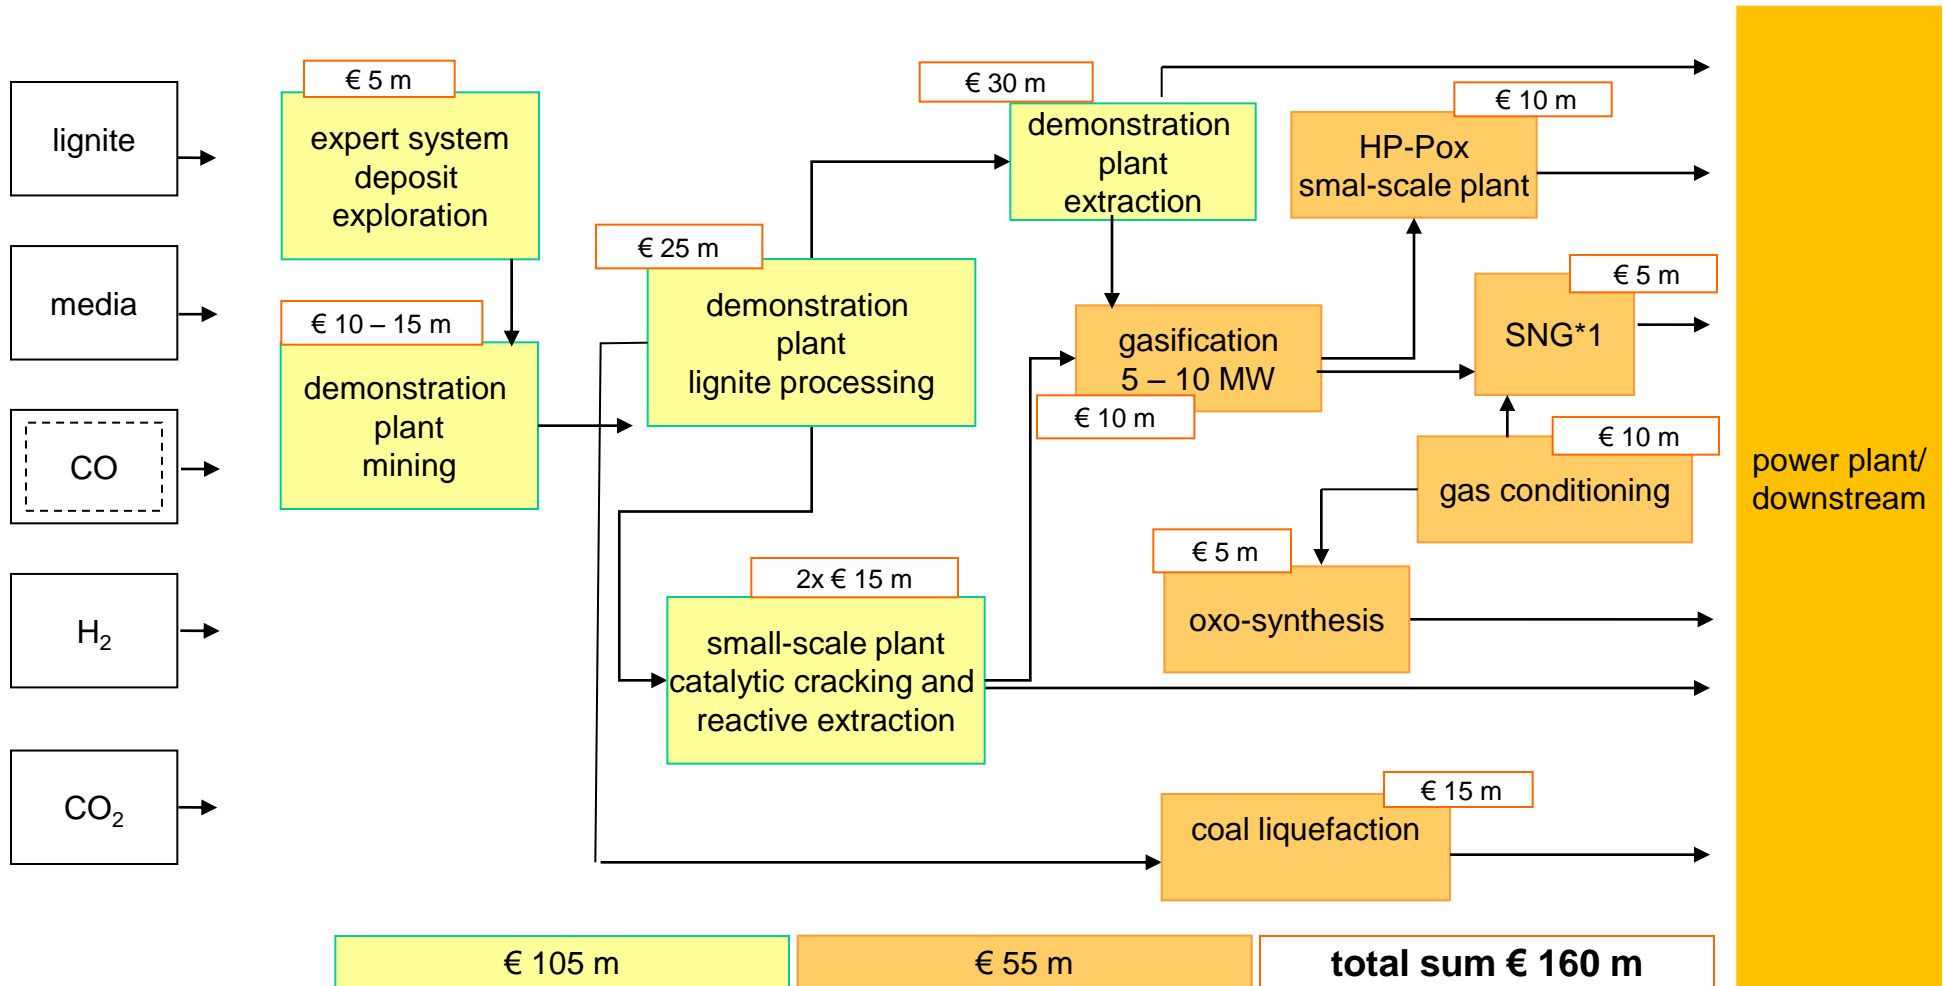 lignite
media
CO
H₂
CO₂
€ 5 m
expert system
deposit
exploration
€ 10 – 15 m
demonstration
plant
mining
€ 25 m
demonstration
plant
lignite processing
2x € 15 m
small-scale plant
catalytic cracking and
reactive extraction
€ 30 m
demonstration
plant
extraction
gasification
5 – 10 MW
€ 10 m
€ 10 m
HP-Pox
smal-scale plant
€ 5 m
SNG*1
€ 10 m
gas conditioning
€ 5 m
oxo-synthesis
€ 15 m
coal liquefaction
power plant/
downstream
€ 105 m
€ 55 m
total sum € 160 m